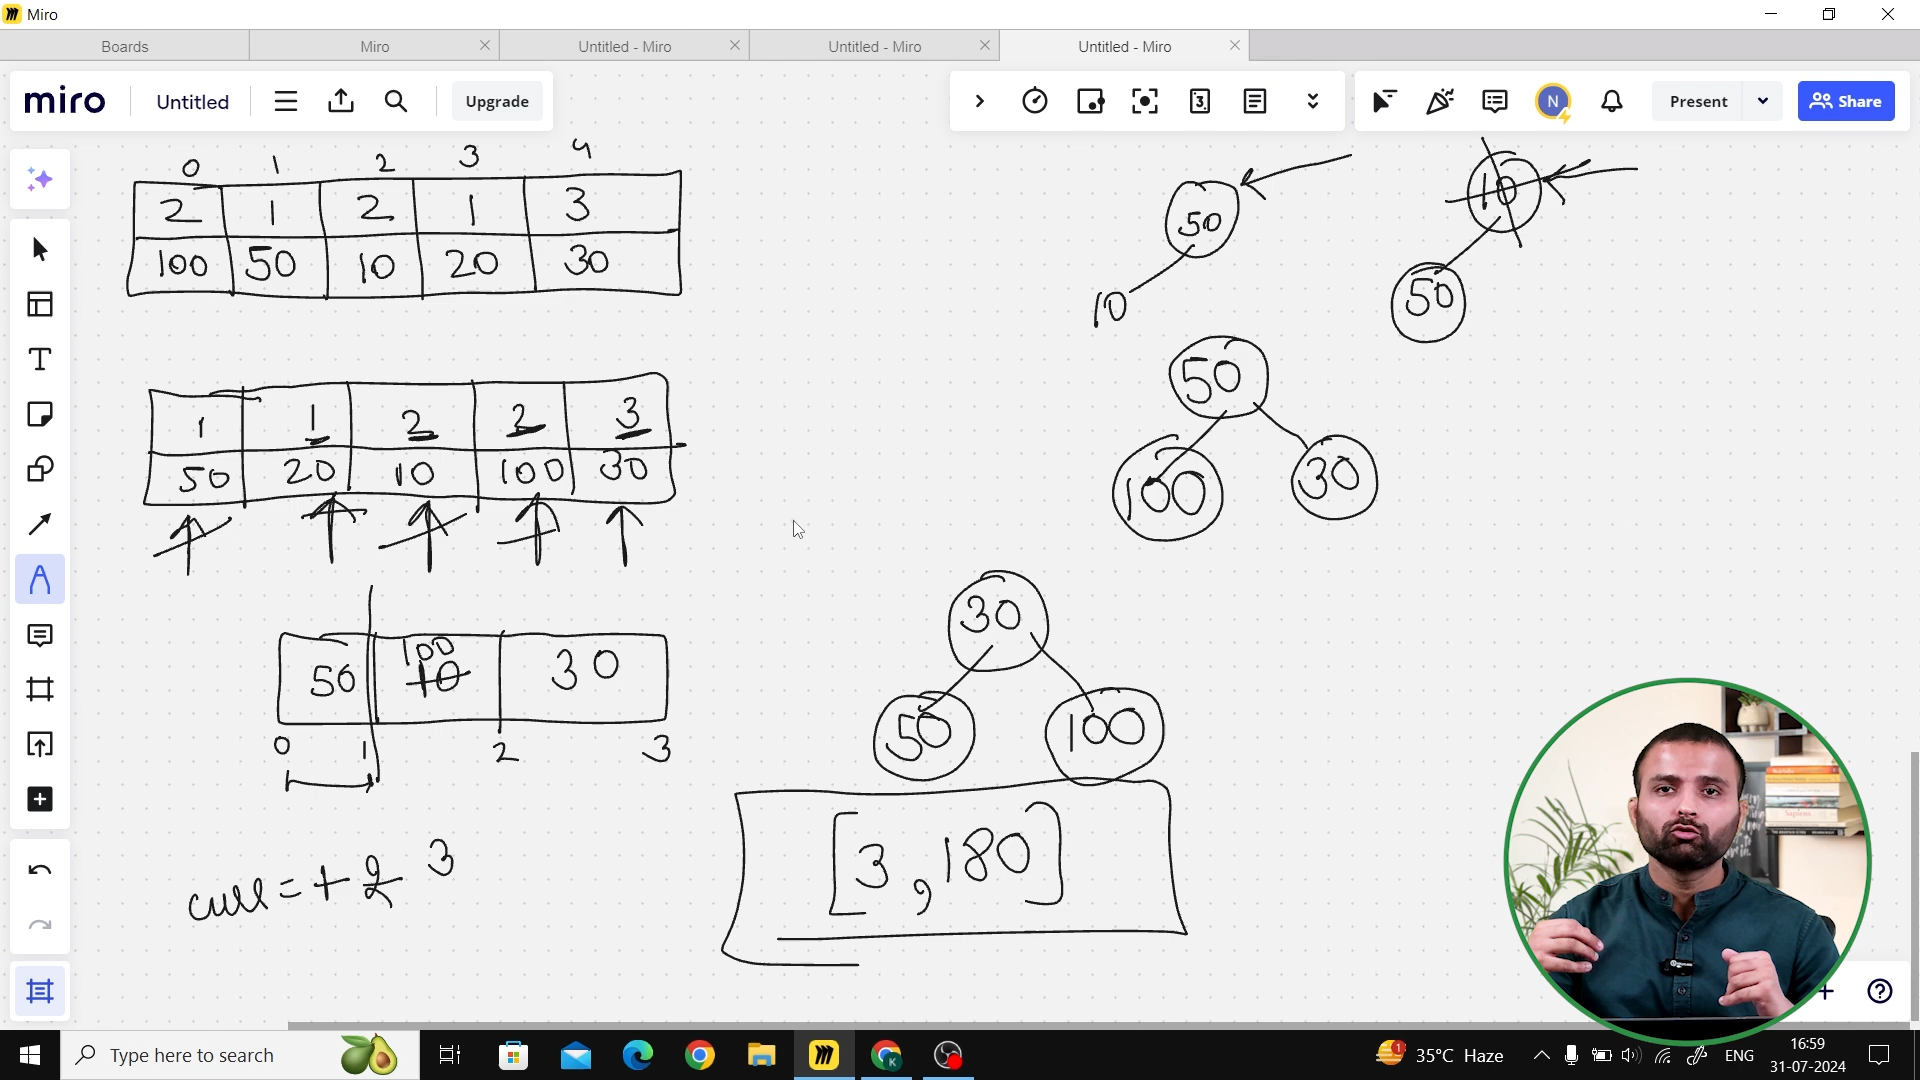 Miro
Boards
Miro
Untitled - Miro
Untitled - Miro
Untitled - Miro
miro
Untitled
Upgrade
3
N
Present
Share
0 1 2 3 4
2 1 2 1 3
100 50 10 20 30
50
10
10
50
1 1 2 2 3
50 20 10 100 30
50
100 30
50 100 10 30
0 1 2 3
30
50 100
[3, 180]
curr = + 2 3
Type here to search
K
1
35°C Haze
ENG
16:59
31-07-2024